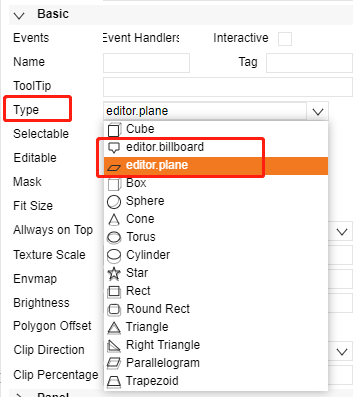 Basic
Events Event Handlers Interactive
Name Tag
ToolTip
Type editor.plane
Selectable Cube
Editable editor.billboard
editor.plane
Mask Box
Fit Size Sphere
Allways on Top Cone
Torus
Texture Scale Cylinder
Envmap Star
Brightness Rect
Polygon Offset Round Rect
Clip Direction Triangle
Right Triangle
Clip Percentage Parallelogram
Trapezoid